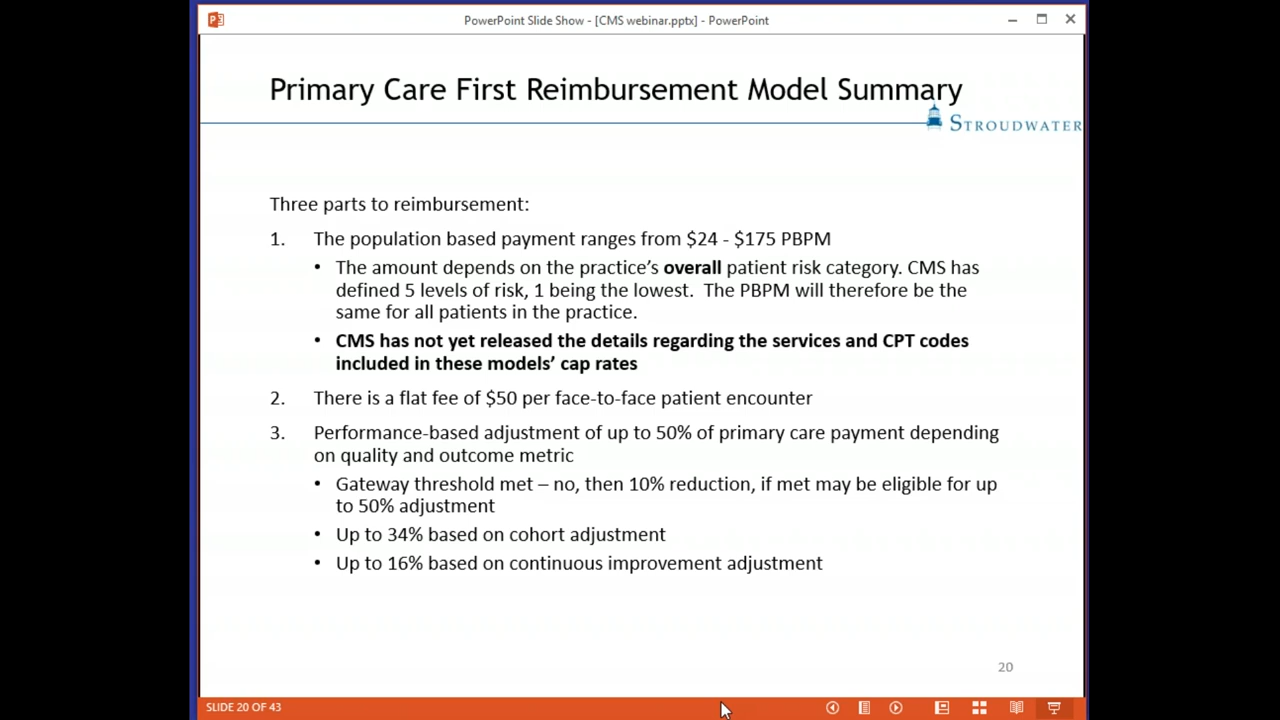 PowerPoint Slide Show - [CMS webinar.pptx] - PowerPoint
Primary Care First Reimbursement Model Summary
STROUDWATER
Three parts to reimbursement:
1. The population based payment ranges from $24 - $175 PBPM
• The amount depends on the practice's overall patient risk category. CMS has
defined 5 levels of risk, 1 being the lowest. The PBPM will therefore be the
same for all patients in the practice.
• CMS has not yet released the details regarding the services and CPT codes
included in these models' cap rates
2. There is a flat fee of $50 per face-to-face patient encounter
3. Performance-based adjustment of up to 50% of primary care payment depending
on quality and outcome metric
• Gateway threshold met – no, then 10% reduction, if met may be eligible for up
to 50% adjustment
• Up to 34% based on cohort adjustment
• Up to 16% based on continuous improvement adjustment
20
SLIDE 20 OF 43